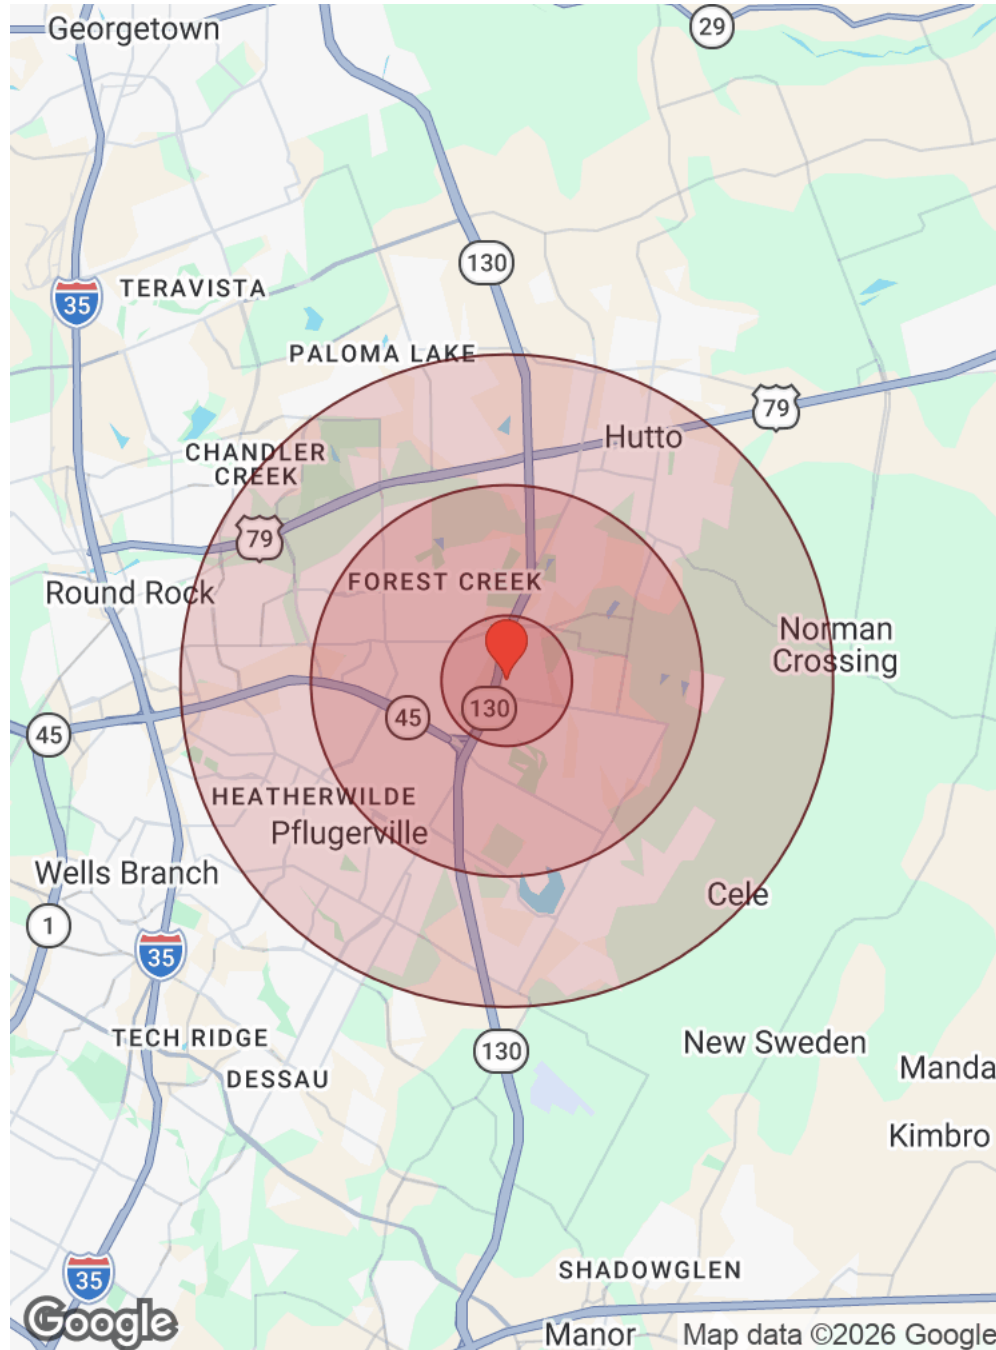 Georgetown
29
130
TERAVISTA
35
PALOMA LAKE
79
Hutto
CHANDLER
CREEK
79
FOREST CREEK
Round Rock
Norman
Crossing
130
45
45
HEATHERWILDE
Pflugerville
Wells Branch
Cele
1
35
TECH RIDGE
New Sweden
130
DESSAU
Manda
Kimbro
SHADOWGLEN
35
Google
Manor
Map data ©2026 Google